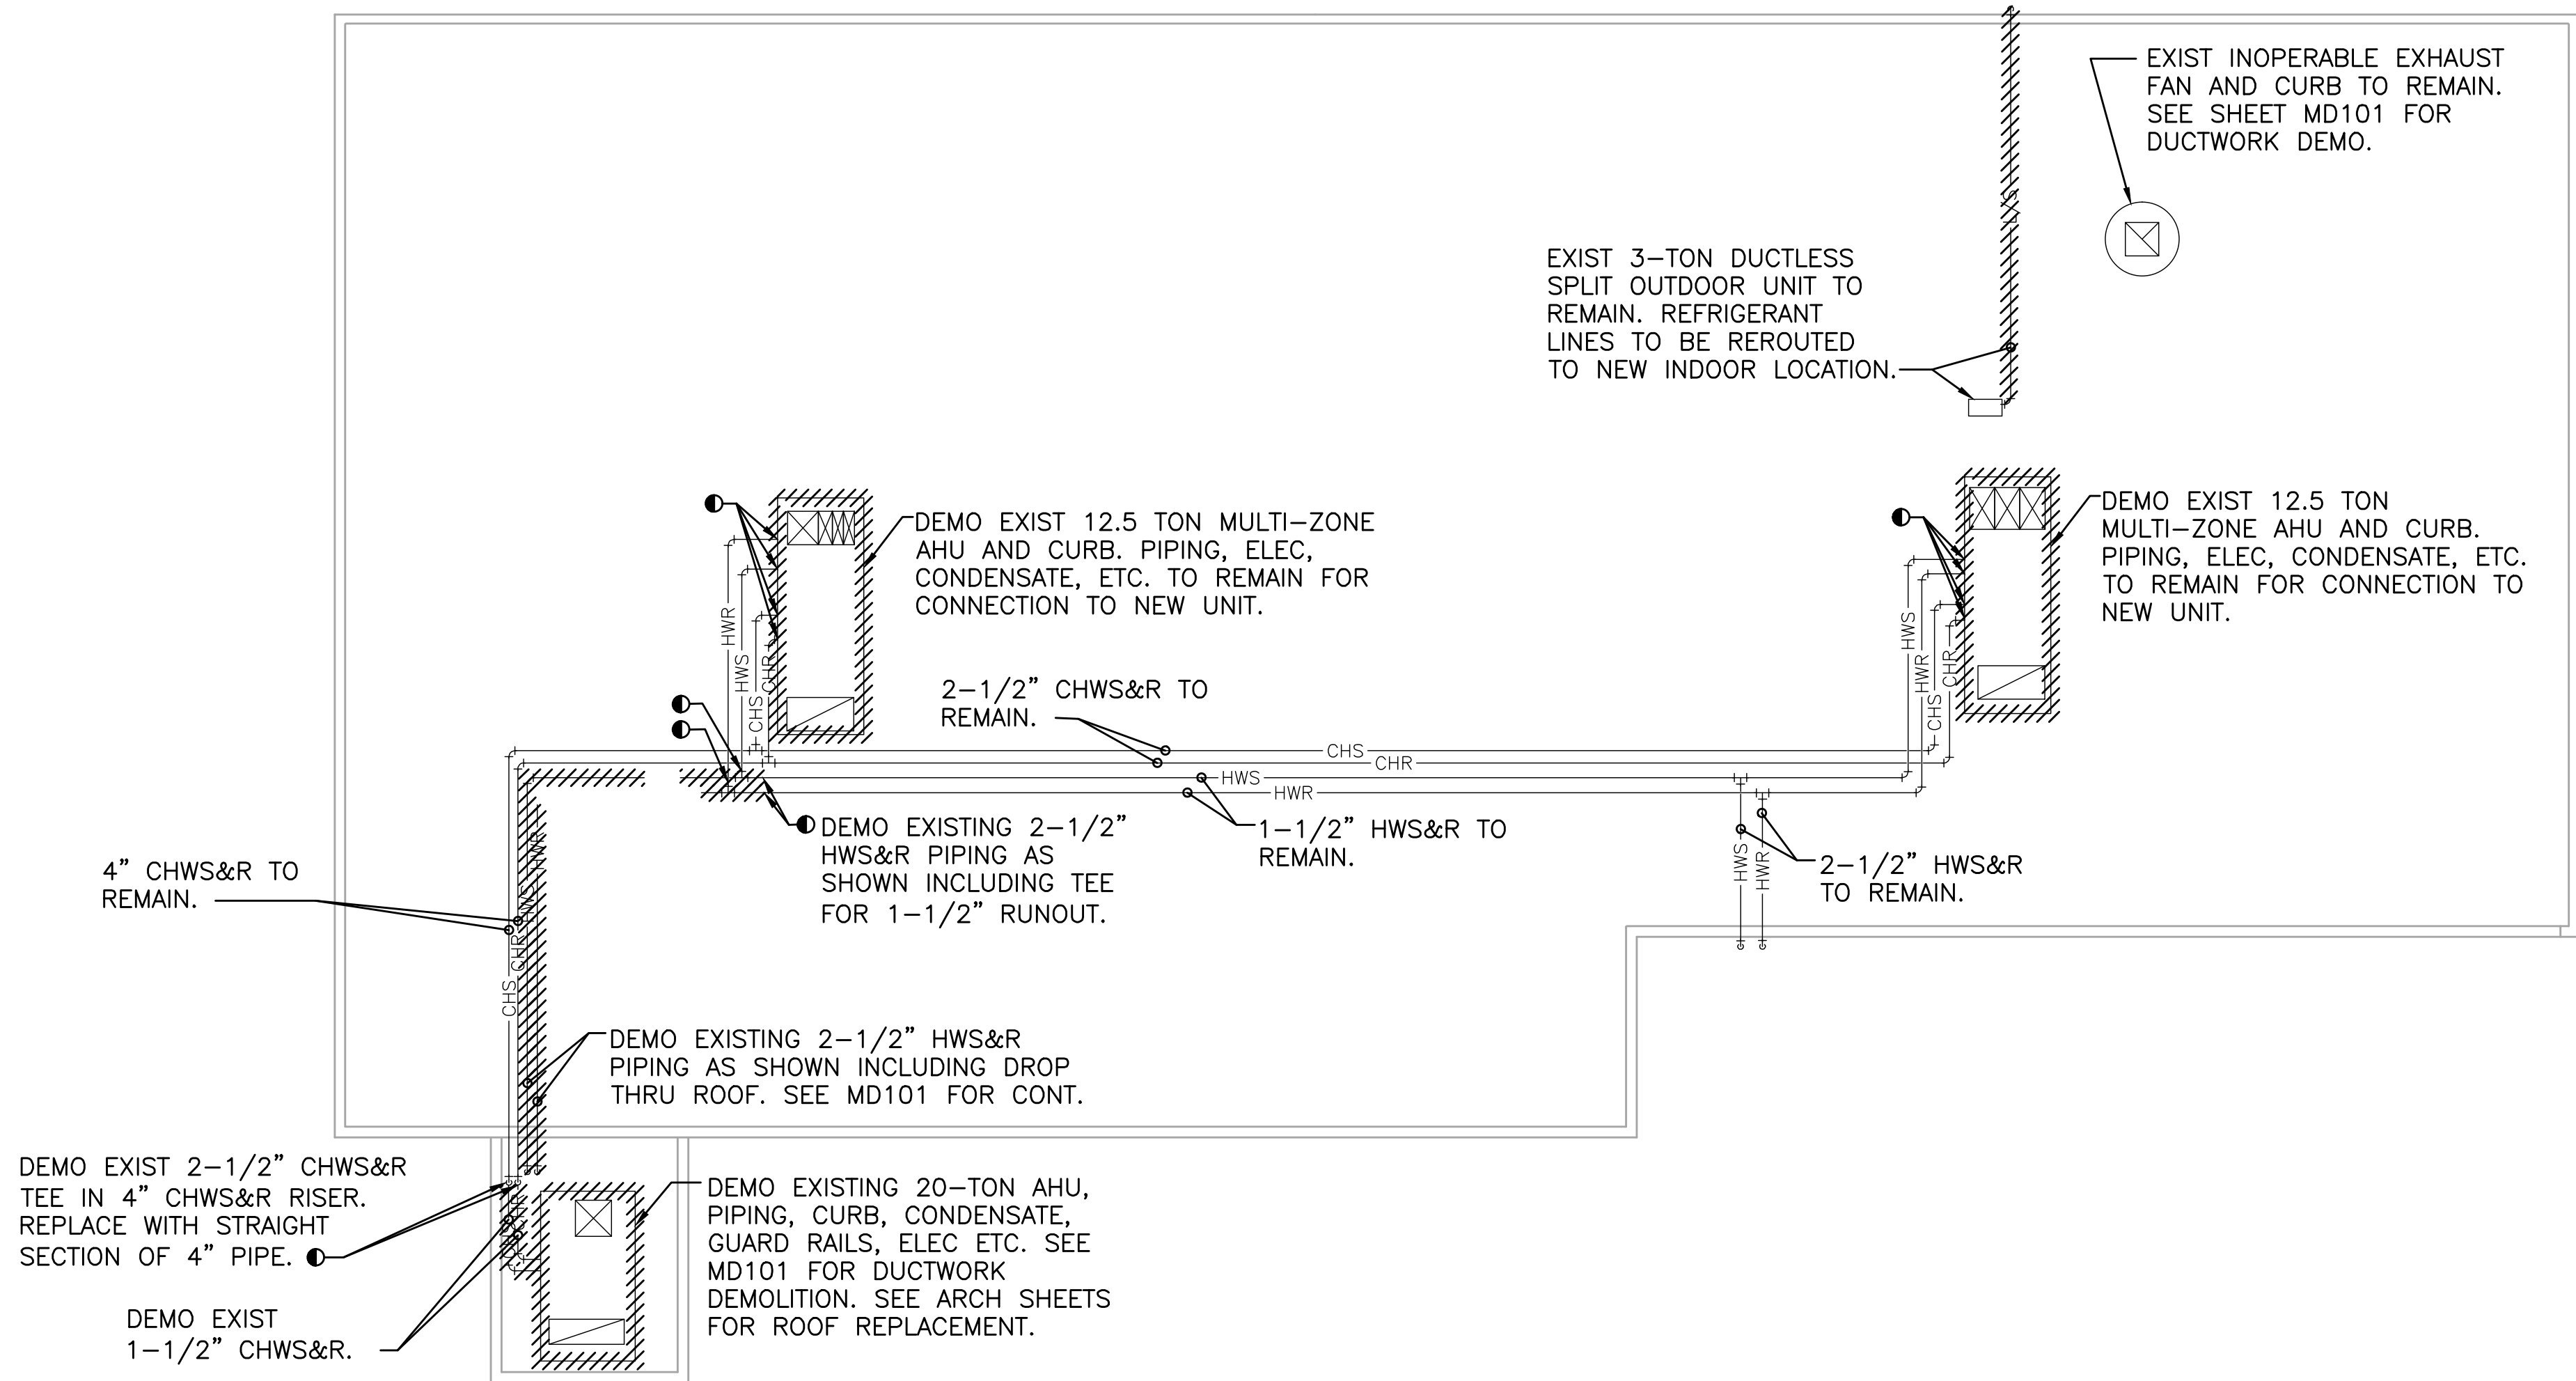 EXIST INOPERABLE EXHAUST
FAN AND CURB TO REMAIN.
SEE SHEET MD101 FOR
DUCTWORK DEMO.
L/S
EXIST 3-TON DUCTLESS
SPLIT OUTDOOR UNIT TO
REMAIN. REFRIGERANT
LINES TO BE REROUTED
TO NEW INDOOR LOCATION.
DEMO EXIST 12.5 TON MULTI-ZONE
AHU AND CURB. PIPING, ELEC,
CONDENSATE, ETC. TO REMAIN FOR
CONNECTION TO NEW UNIT.
DEMO EXIST 12.5 TON
MULTI-ZONE AHU AND CURB.
PIPING, ELEC, CONDENSATE, ETC.
TO REMAIN FOR CONNECTION TO
NEW UNIT.
HWR
HWS
CHS
CHR
HWS
HWR
CHS
CHR
2-1/2" CHWS&R TO
REMAIN.
CHS
CHR
HWS
HWR
DEMO EXISTING 2-1/2"
HWS&R PIPING AS
SHOWN INCLUDING TEE
FOR 1-1/2" RUNOUT.
1-1/2" HWS&R TO
REMAIN.
HWS
HWR
2-1/2" HWS&R
TO REMAIN.
4" CHWS&R TO
REMAIN.
HWR
HWS
CHR
CHS
DEMO EXISTING 2-1/2" HWS&R
PIPING AS SHOWN INCLUDING DROP
THRU ROOF. SEE MD101 FOR CONT.
DEMO EXIST 2-1/2" CHWS&R
TEE IN 4" CHWS&R RISER.
REPLACE WITH STRAIGHT
SECTION OF 4" PIPE.
CHR
CHS
DEMO EXISTING 20-TON AHU,
PIPING, CURB, CONDENSATE,
GUARD RAILS, ELEC ETC. SEE
MD101 FOR DUCTWORK
DEMOLITION. SEE ARCH SHEETS
FOR ROOF REPLACEMENT.
DEMO EXIST
1-1/2" CHWS&R.